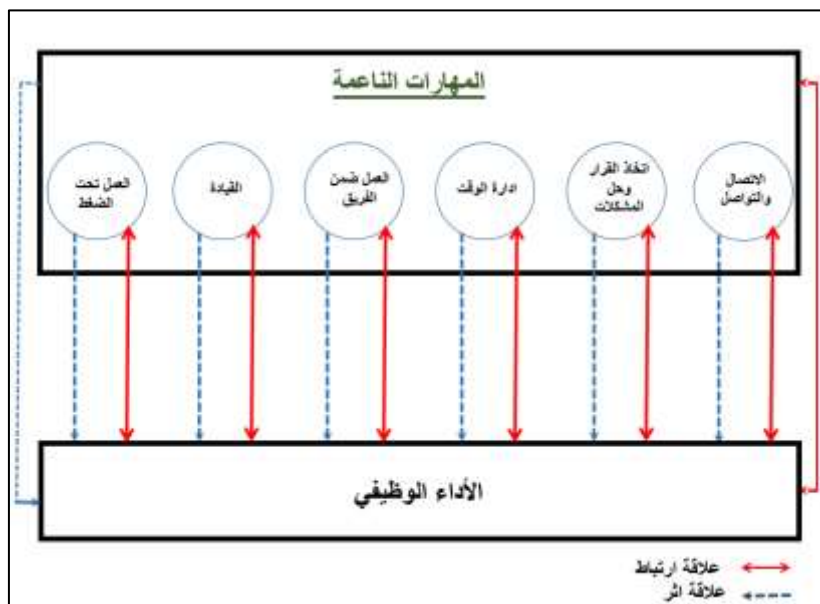 المهارات الناعمة
الاتصال
والتواصل
اتخاذ القرار
وحل
المشكلات
ادارة الوقت
العمل ضمن
الفريق
القيادة
العمل تحت
الضغط
الأداء الوظيفي
علاقة ارتباط
علاقة اثر